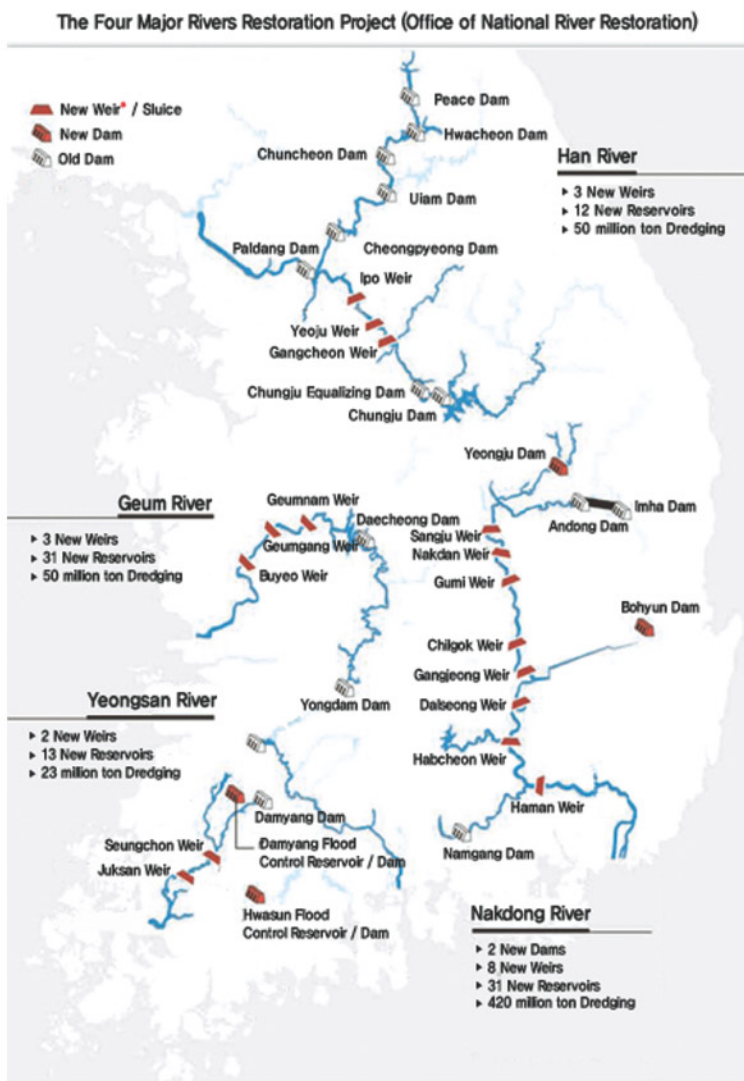 The Four Major Rivers Restoration Project (Office of National River Restoration)
New Weir* / Sluice
New Dam
Old Dam
Peace Dam
Hwacheon Dam
Chuncheon Dam
Uiam Dam
Cheongpyeong Dam
Paldang Dam
Ipo Weir
Yeoju Weir
Gangcheon Weir
Chungju Equalizing Dam
Chungju Dam
Han River
▸ 3 New Weirs
▸ 12 New Reservoirs
▸ 50 million ton Dredging
Yeongju Dam
Imha Dam
Andong Dam
Geum River
▸ 3 New Weirs
▸ 31 New Reservoirs
▸ 50 million ton Dredging
Geumnam Weir
Daecheong Dam
Geumgang Weir
Buyeo Weir
Yongdam Dam
Sangju Weir
Nakdan Weir
Gumi Weir
Bohyun Dam
Chilgok Weir
Gangjeong Weir
Dalseong Weir
Habcheon Weir
Haman Weir
Namgang Dam
Yeongsan River
▸ 2 New Weirs
▸ 13 New Reservoirs
▸ 23 million ton Dredging
Damyang Dam
Seungchon Weir
Damyang Flood
Control Reservoir / Dam
Juksan Weir
Hwasun Flood
Control Reservoir / Dam
Nakdong River
▸ 2 New Dams
▸ 8 New Weirs
▸ 31 New Reservoirs
▸ 420 million ton Dredging